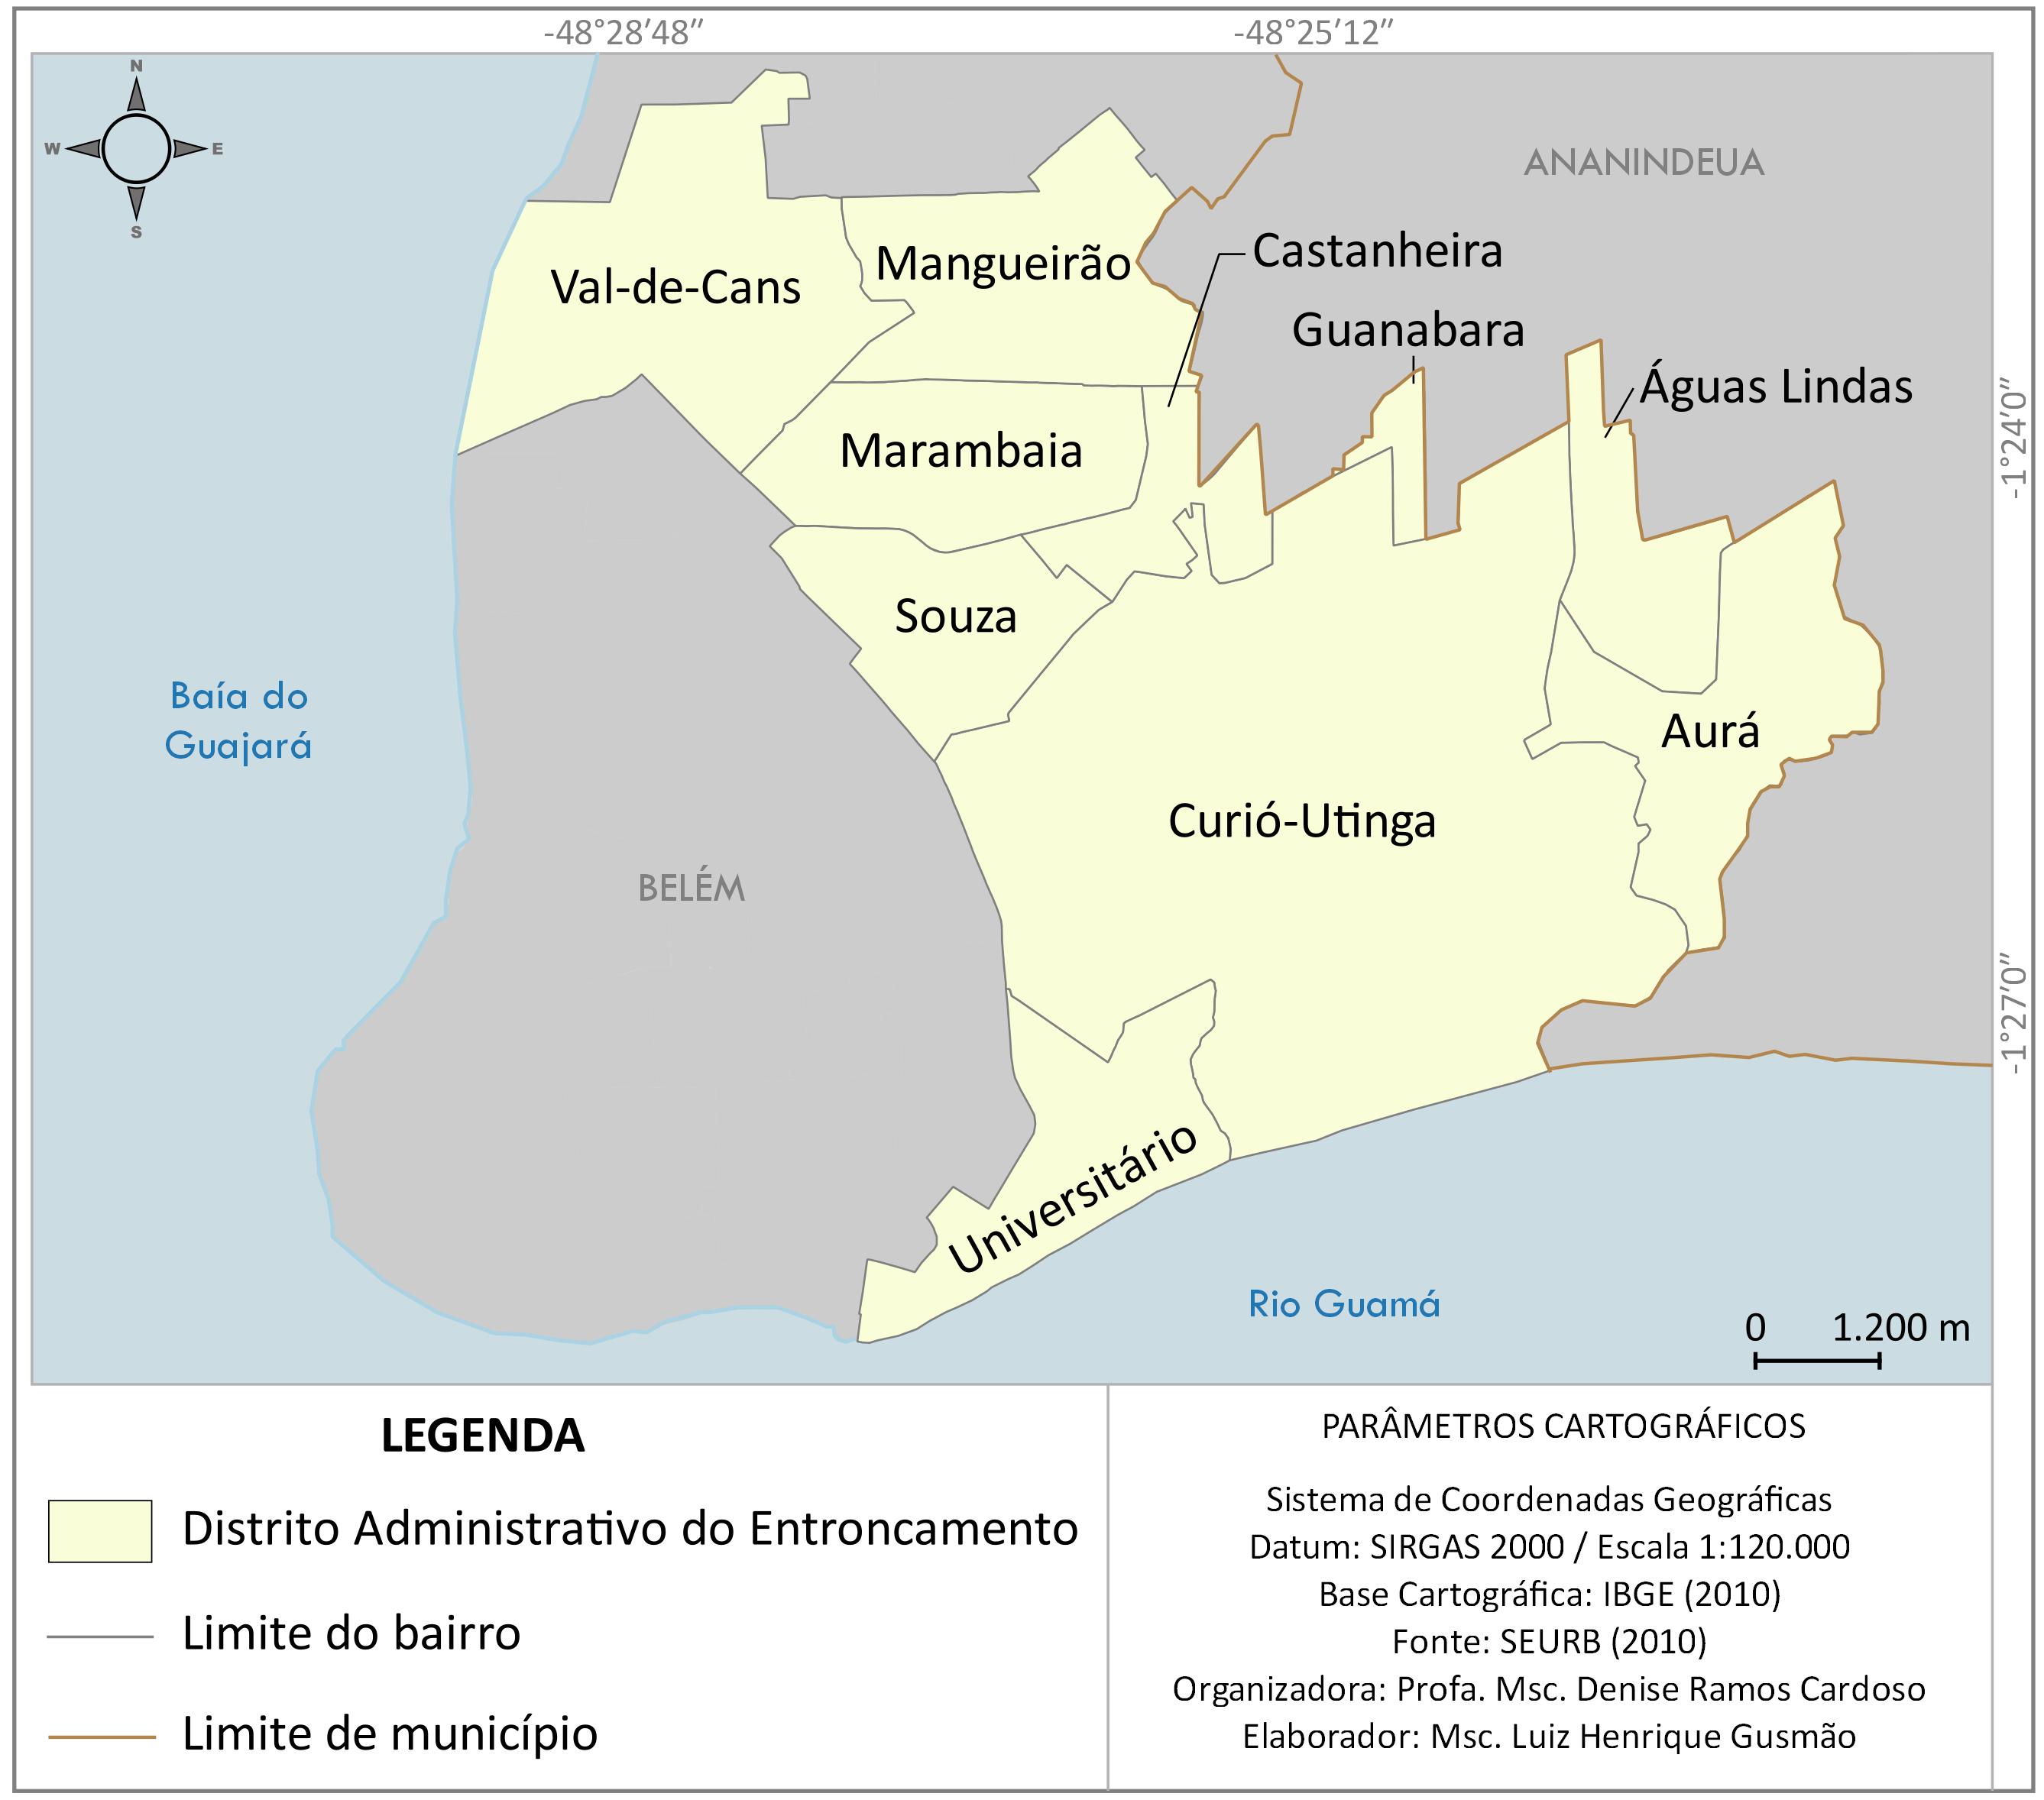 -48°28'48"
-48°25'12"
N
W
E
S
ANANINDEUA
Castanheira
Mangueirão
Val-de-Cans
Guanabara
Águas Lindas
-1°24'0"
Marambaia
Souza
Baía do
Guajará
Aurá
Curió-Utinga
BELÉM
-1°27'0"
Universitário
Rio Guamá
0 1.200 m
LEGENDA
Distrito Administrativo do Entroncamento
Limite do bairro
Limite de município
PARÂMETROS CARTOGRÁFICOS
Sistema de Coordenadas Geográficas
Datum: SIRGAS 2000 / Escala 1:120.000
Base Cartográfica: IBGE (2010)
Fonte: SEURB (2010)
Organizadora: Profa. Msc. Denise Ramos Cardoso
Elaborador: Msc. Luiz Henrique Gusmão